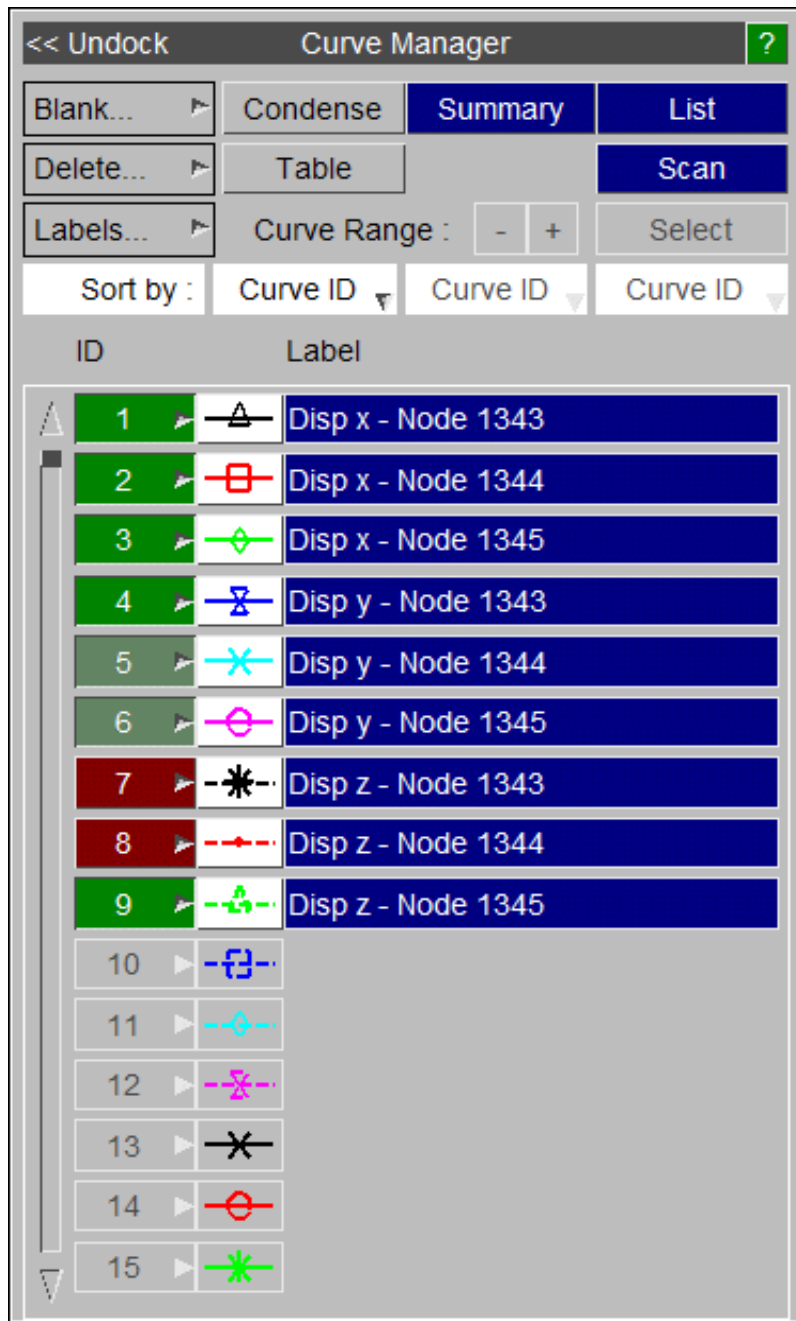 << Undock Curve Manager ?
Blank... Condense Summary List
Delete... Table Scan
Labels... Curve Range : - + Select
Sort by : Curve ID Curve ID Curve ID
ID Label
1 Disp x - Node 1343
2 Disp x - Node 1344
3 Disp x - Node 1345
4 Disp y - Node 1343
5 Disp y - Node 1344
6 Disp y - Node 1345
7 Disp z - Node 1343
8 Disp z - Node 1344
9 Disp z - Node 1345
10
11
12
13
14
15